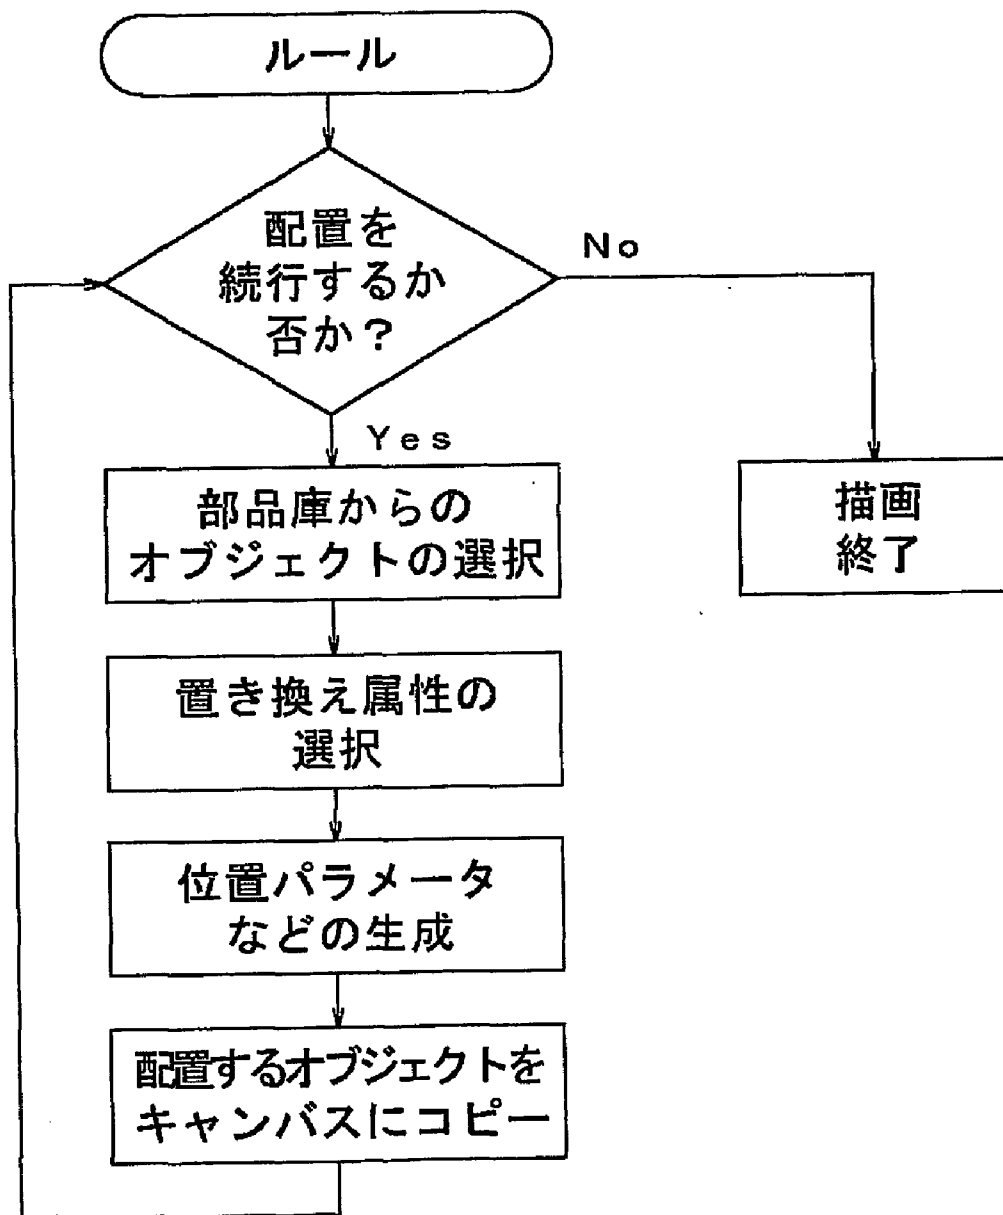 ルール
配置を
続行するか
否か？
No
Yes
部品庫からの
オブジェクトの選択
描画
終了
置き換え属性の
選択
位置パラメータ
などの生成
配置するオブジェクトを
キャンバスにコピー